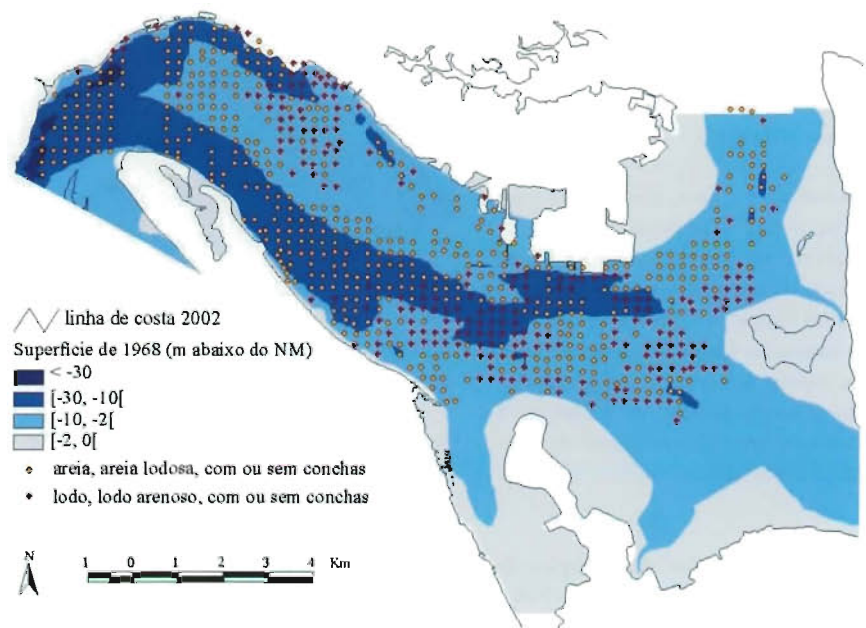 linha de costa 2002
Superfície de 1968 (m abaixo do NM)
< -30
[-30, -10[
[-10, -2[
[-2, 0[
areia, areia lodosa, com ou sem conchas
lodo, lodo arenoso, com ou sem conchas
N
1 0 1 2 3 4 Km